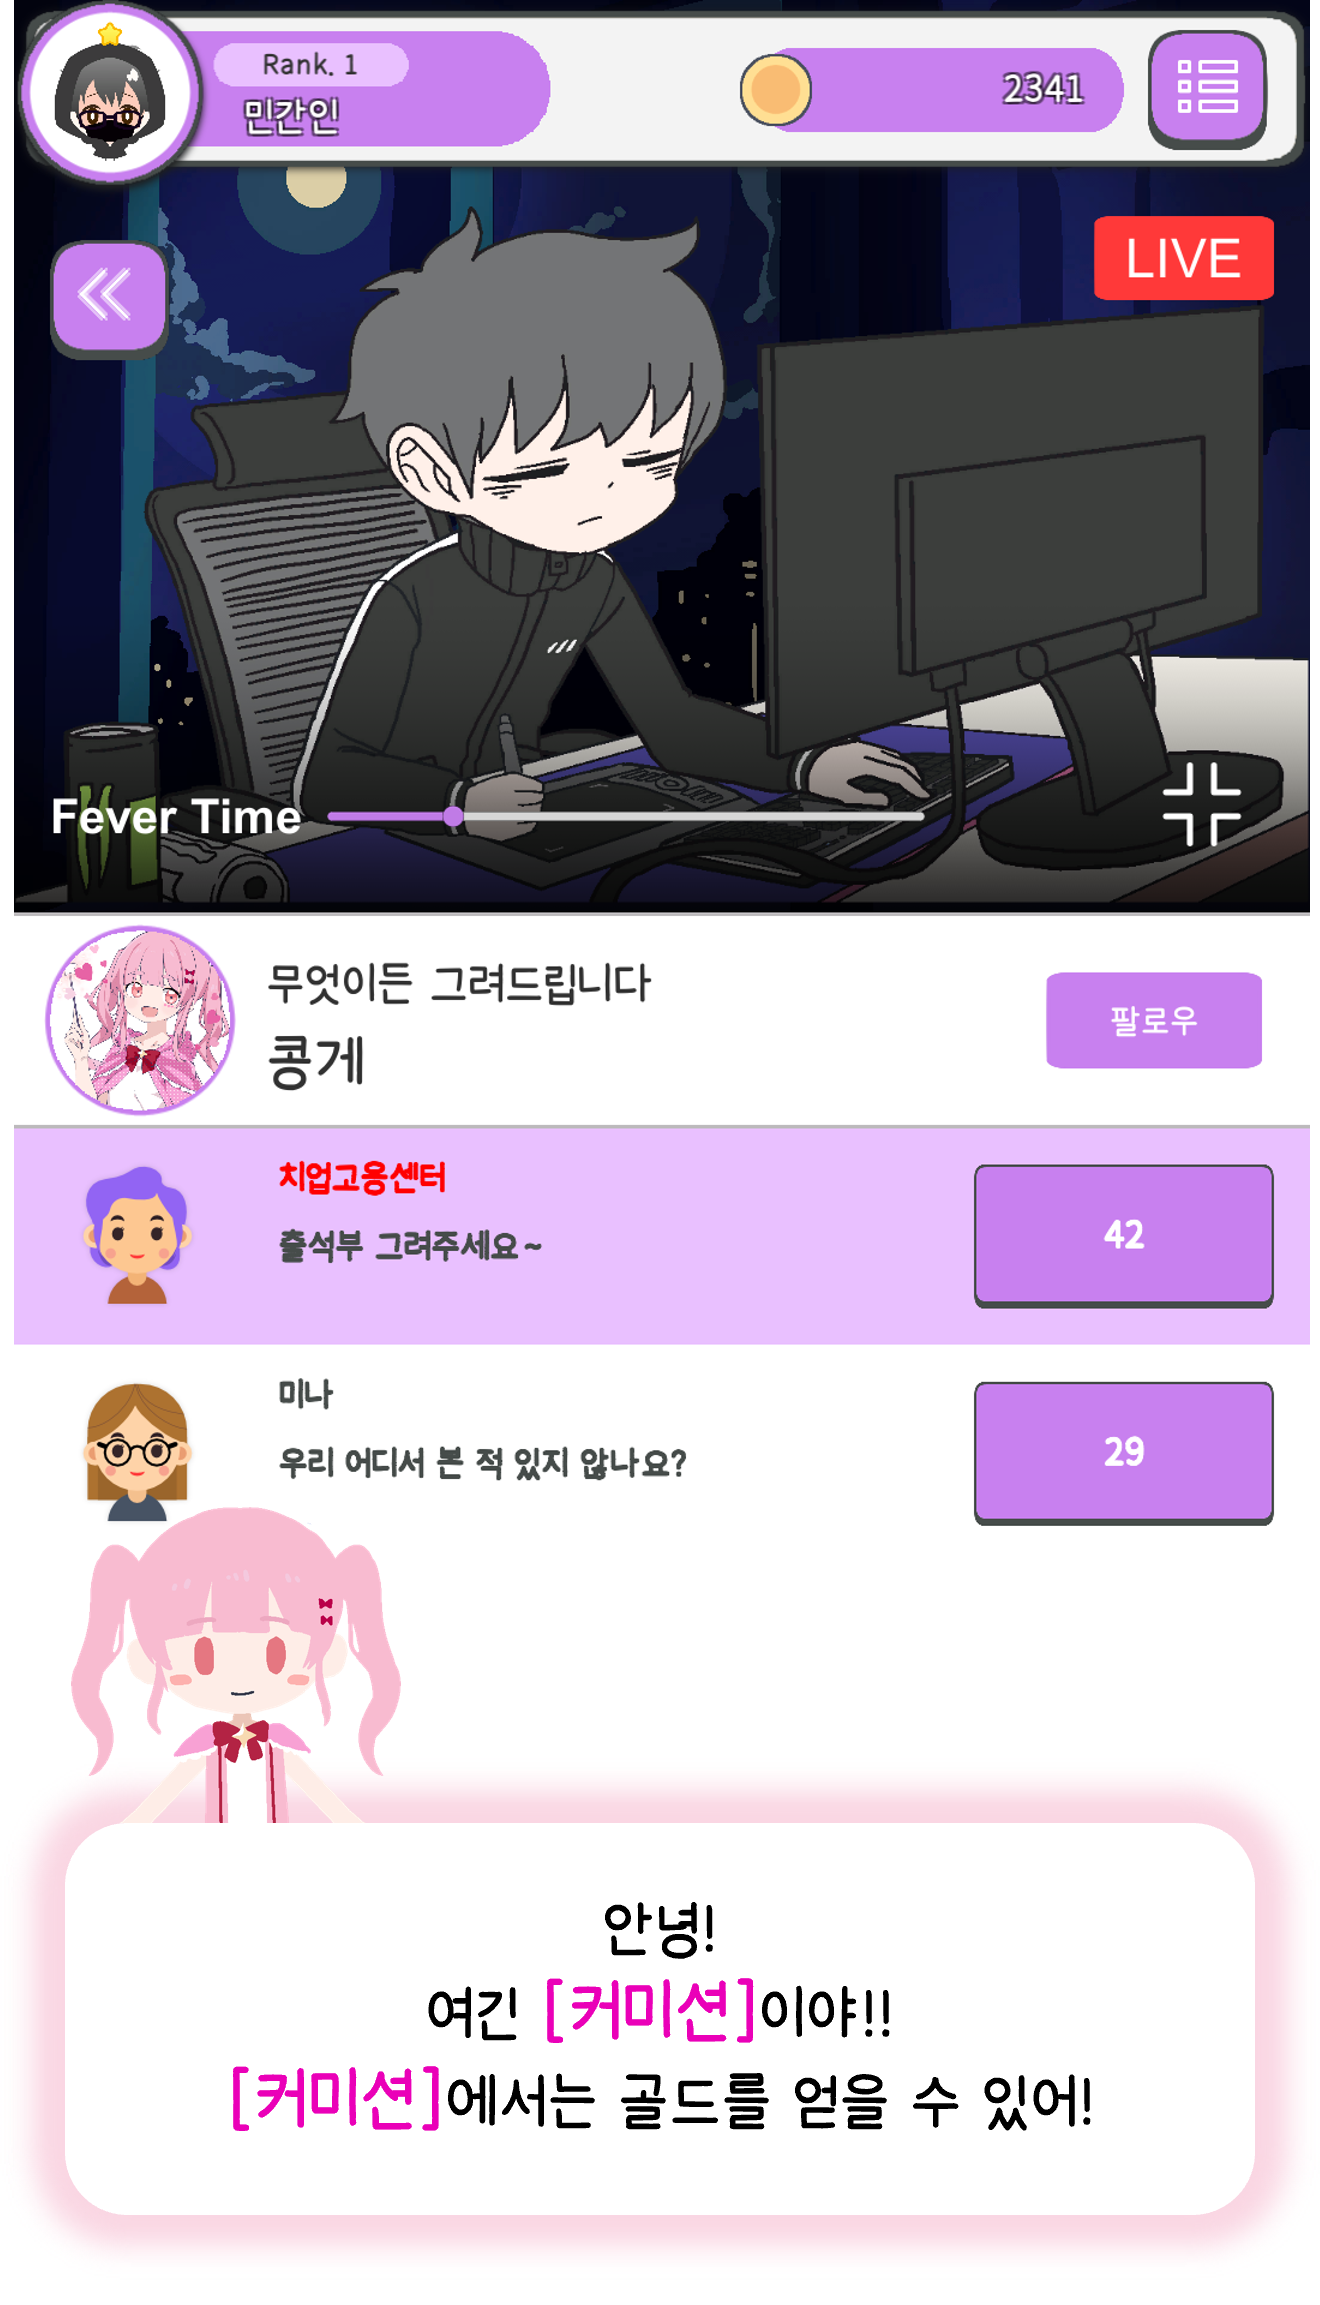 Rank. 1
민간인
2341
LIVE
Fever Time
무엇이든 그려드립니다
콩게
팔로우
치업고용센터
출석부 그려주세요~
42
미나
우리 어디서 본 적 있지 않나요?
29
안녕!
여긴 [커미션]이야!!
[커미션]에서는 골드를 얻을 수 있어!